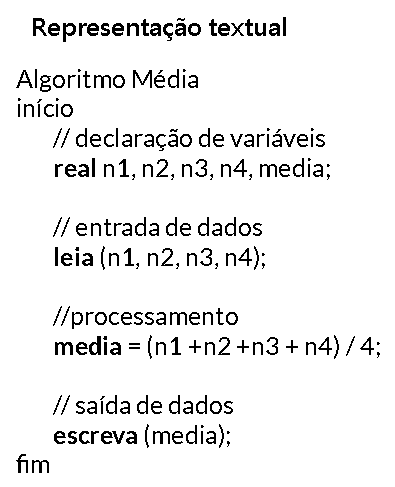 Representação textual
Algoritmo Média
início
// declaração de variáveis
real n1, n2, n3, n4, media;
// entrada de dados
leia (n1, n2, n3, n4);
//processamento
media = (n1 +n2 +n3 + n4) / 4;
// saída de dados
escreva (media);
fim